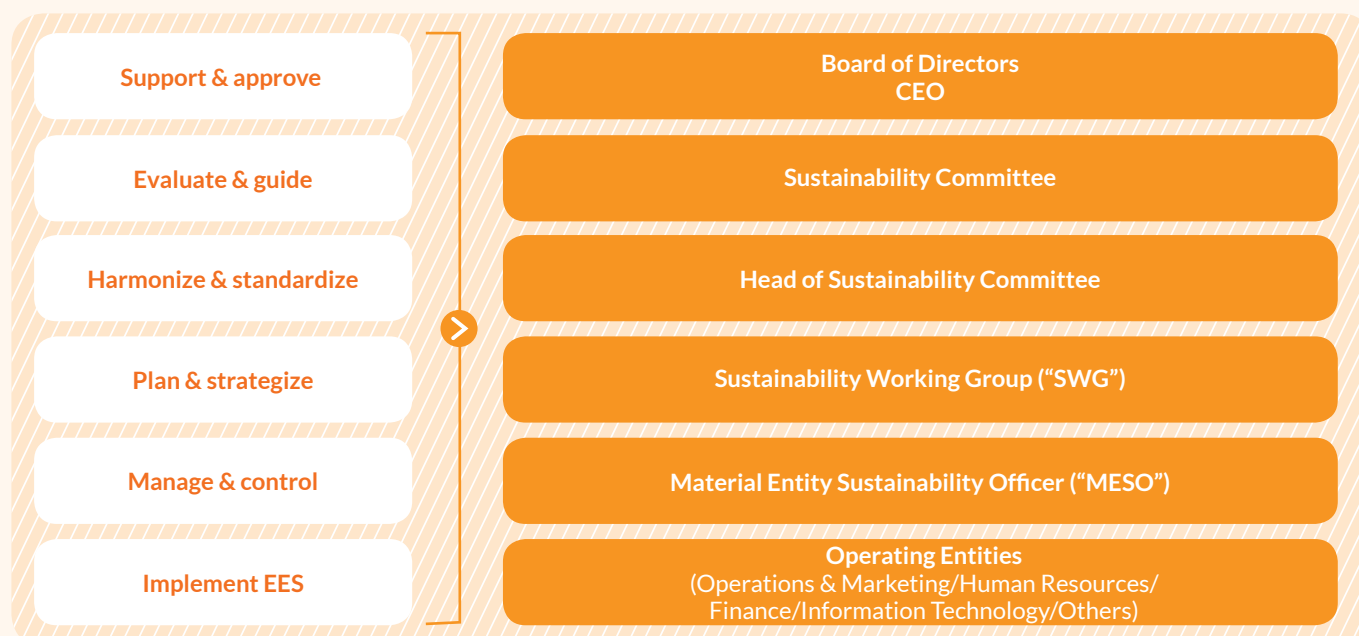 Support & approve
Board of Directors
CEO
Evaluate & guide
Sustainability Committee
Harmonize & standardize
Head of Sustainability Committee
Plan & strategize
Sustainability Working Group (“SWG”)
Manage & control
Material Entity Sustainability Officer (“MESO”)
Implement EES
Operating Entities
(Operations & Marketing/Human Resources/
Finance/Information Technology/Others)